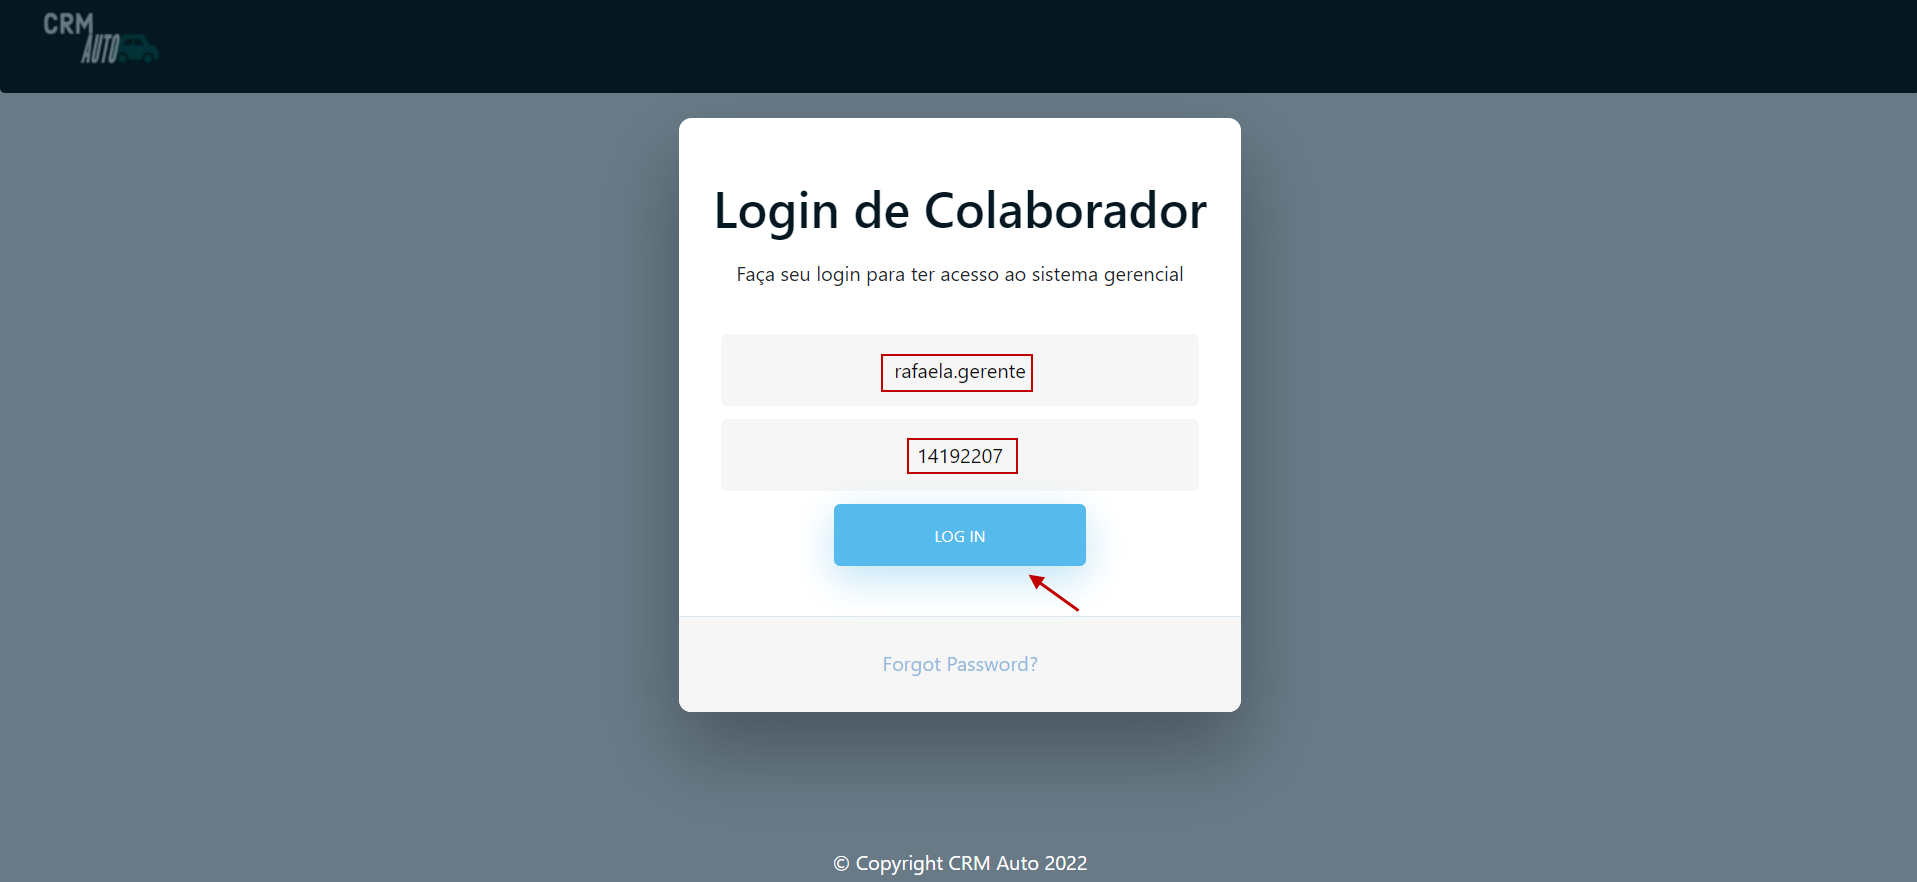 CRM
AUTO
Login de Colaborador
Faça seu login para ter acesso ao sistema gerencial
rafaela.gerente
14192207
LOG IN
Forgot Password?
© Copyright CRM Auto 2022